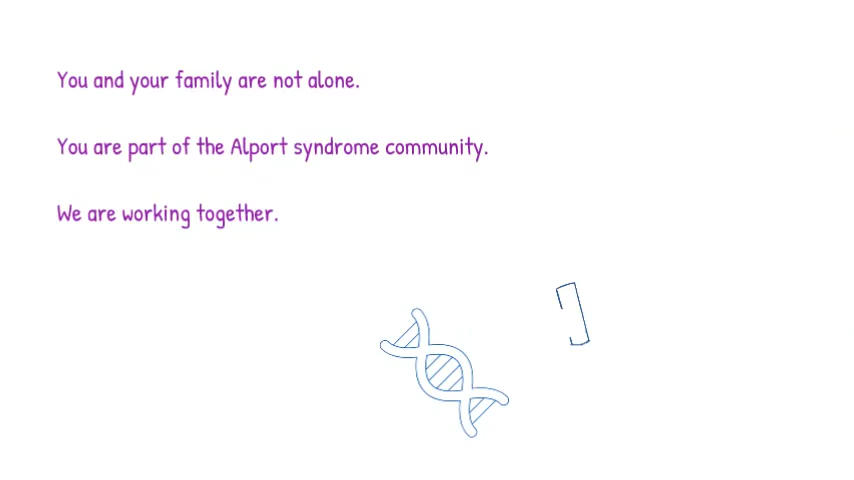 You and your family are not alone.
You are part of the Alport syndrome community.
We are working together.